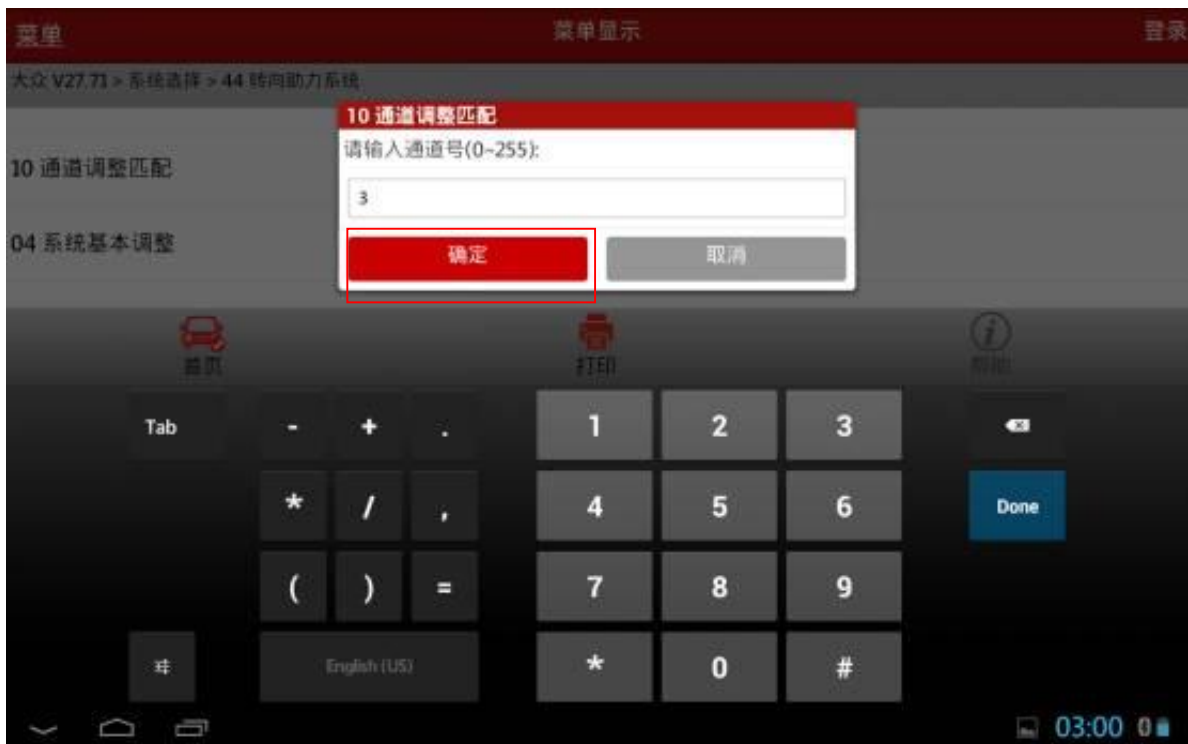 菜单 菜单显示 登录
大众 V27.71 > 系统选择 > 44 转向助力系统
10 通道调整匹配
请输入通道号(0~255):
3
确定 取消
10 通道调整匹配
04 系统基本调整
首页 打印 帮助
Tab - + . 1 2 3
* / , 4 5 6 Done
( ) = 7 8 9
English (US) * 0 #
03:00